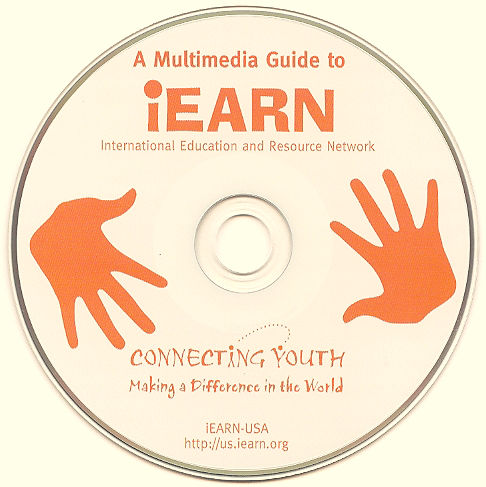 A Multimedia Guide to
iEARN
International Education and Resource Network
CONNECTiNG YOUTH
Making a Difference in the World
iEARN-USA
http://us.iearn.org